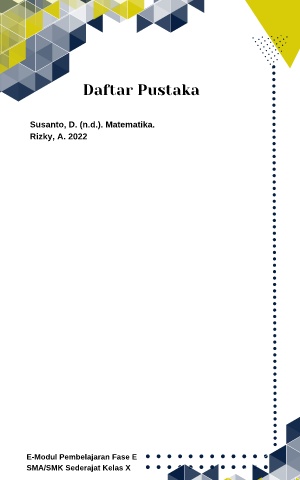 Daftar Pustaka
Susanto, D. (n.d.). Matematika.
Rizky, A. 2022
E-Modul Pembelajaran Fase E
SMA/SMK Sederajat Kelas X